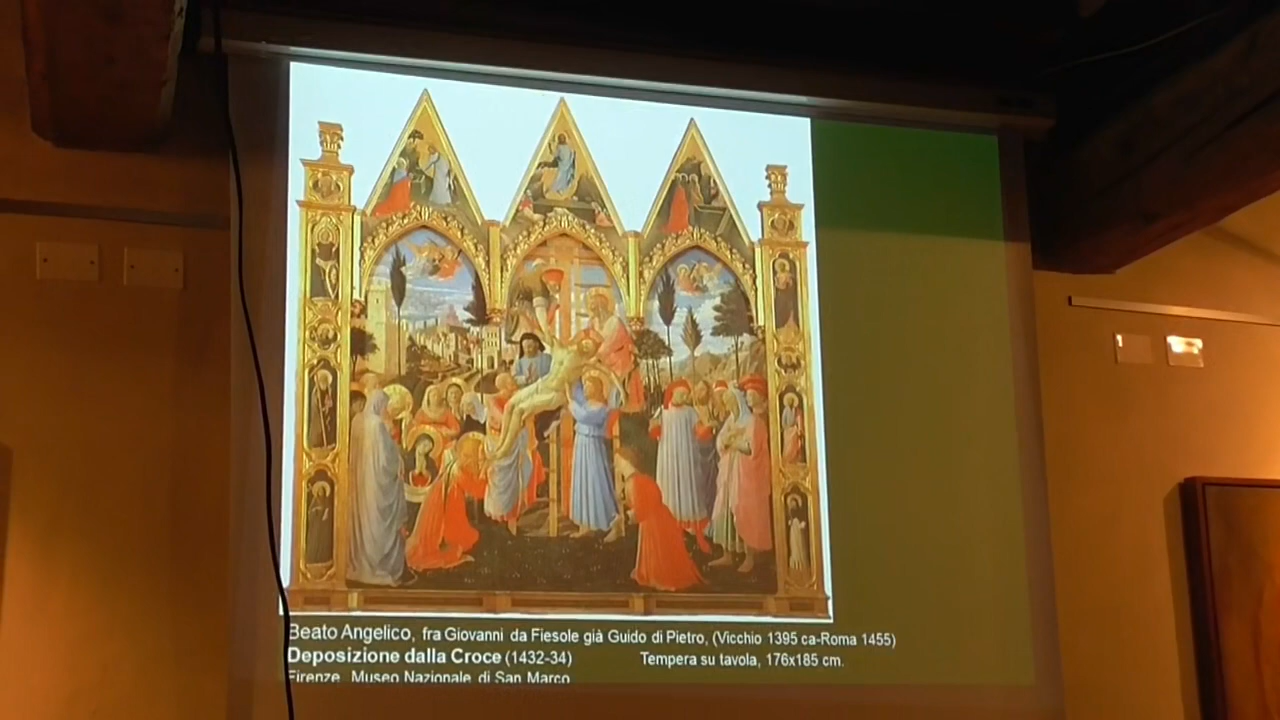 Beato Angelico, fra Giovanni da Fiesole già Guido di Pietro, (Vicchio 1395 ca-Roma 1455)
Deposizione dalla Croce (1432-34) Tempera su tavola, 176x185 cm.
Firenze, Museo Nazionale di San Marco